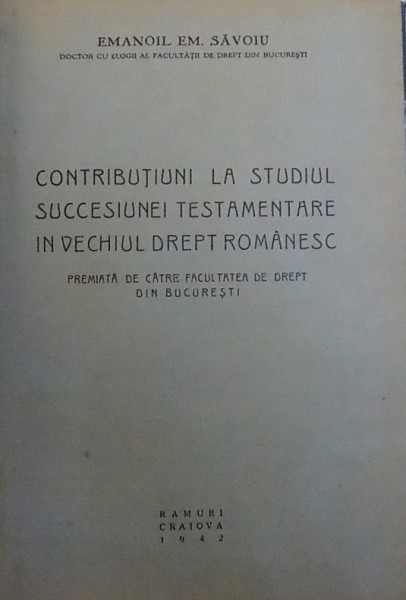 EMANOIL EM. SĂVOIU
DOCTOR CU ELOGII AL FACULTĂȚII DE DREPT DIN BUCUREȘTI
CONTRIBUȚIUNI LA STUDIUL
SUCCESIUNEI TESTAMENTARE
IN VECHIUL DREPT ROMÂNESC
PREMIATĂ DE CĂTRE FACULTATEA DE DREPT
DIN BUCUREȘTI
RAMURI
CRAIOVA
1942